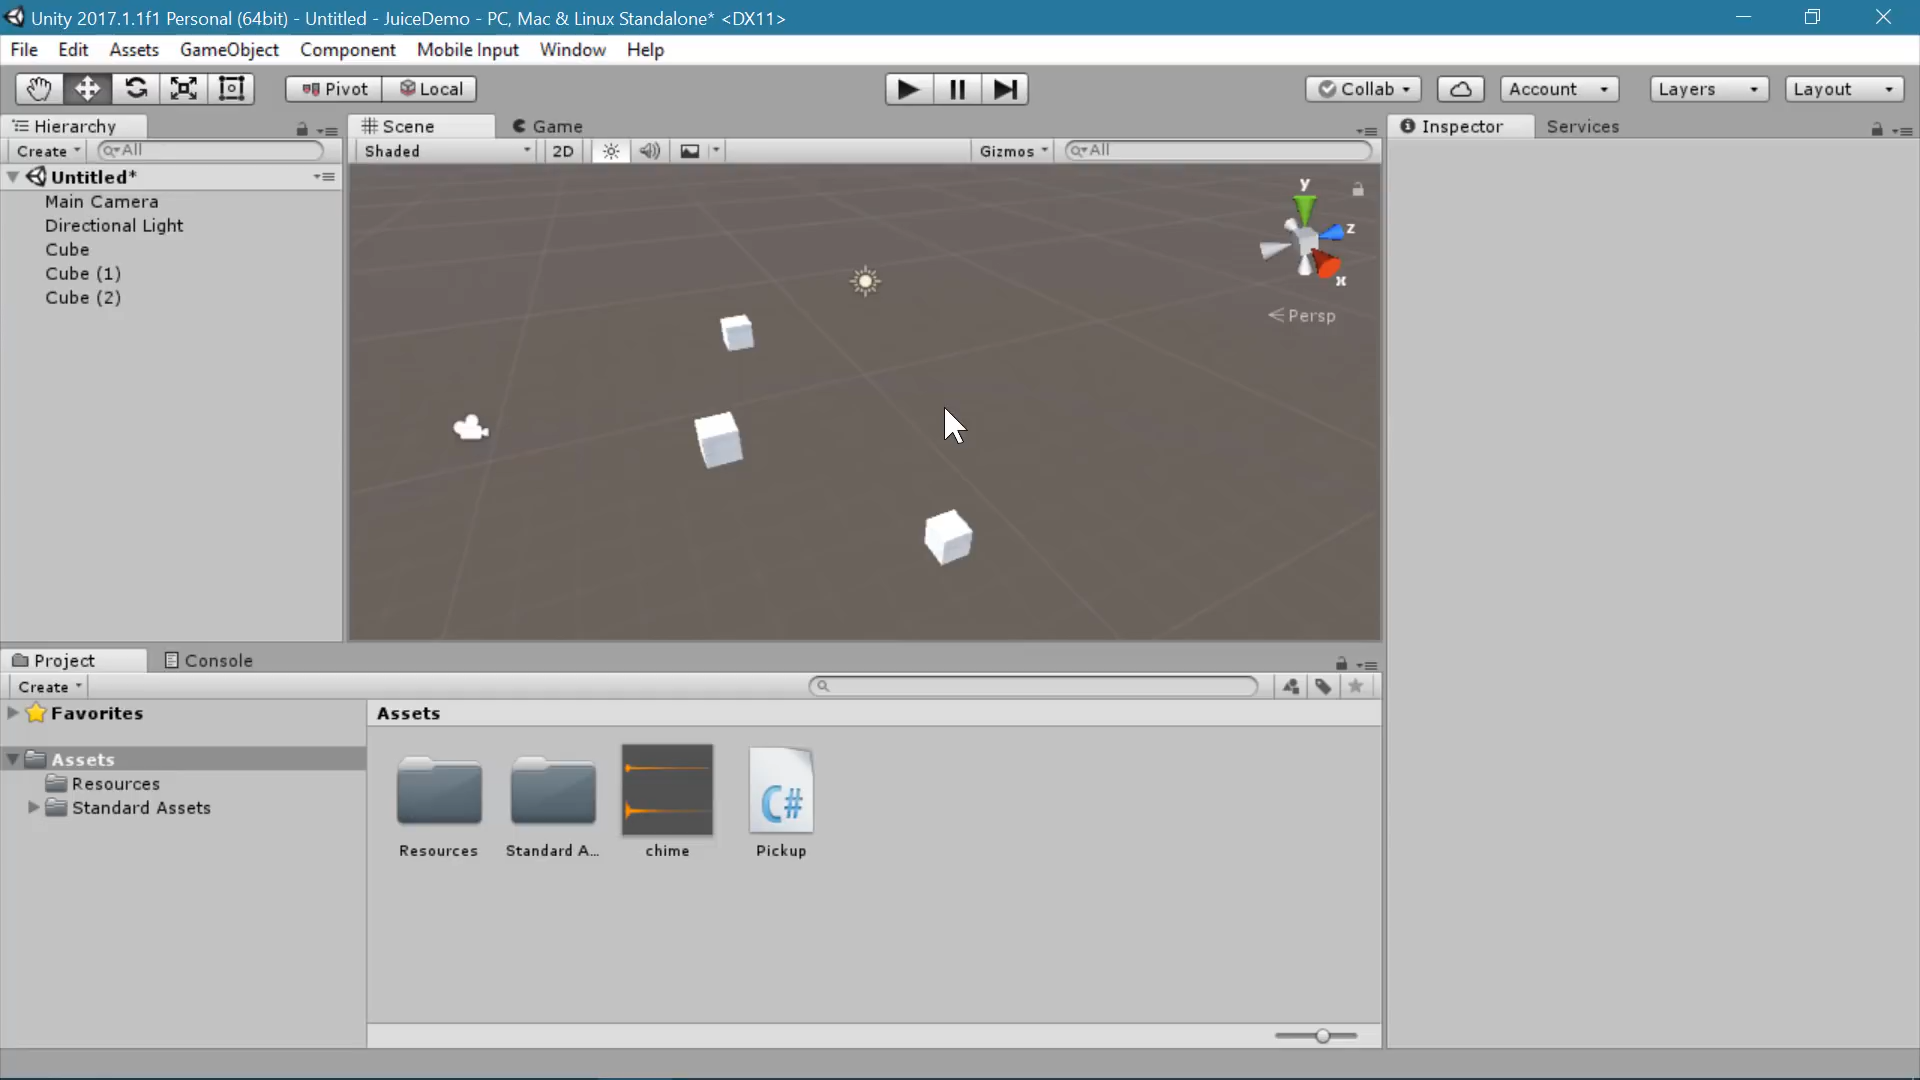 Unity 2017.1.1f1 Personal (64bit) - Untitled - JuiceDemo - PC, Mac & Linux Standalone* <DX11>
File Edit Assets GameObject Component Mobile Input Window Help
Pivot Local Collab Account Layers Layout
Hierarchy
Create All
Untitled*
Main Camera
Directional Light
Cube
Cube (1)
Cube (2)
Scene Game
Shaded 2D Gizmos All
y
z
x
Persp
Inspector Services
Project Console
Create
Favorites
Assets
Resources
Standard Assets
Assets
C#
Resources Standard A... chime Pickup